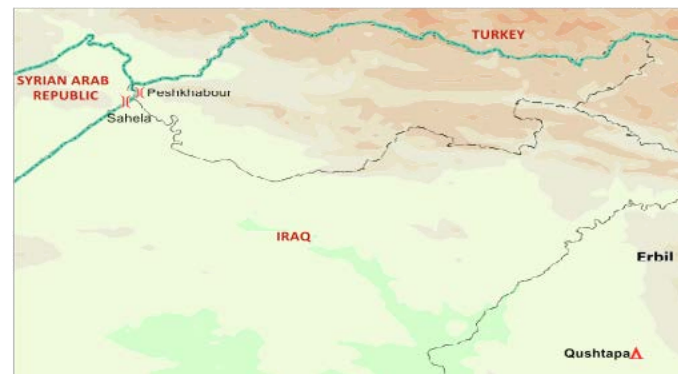 TURKEY
SYRIAN ARAB
REPUBLIC
Peshkhabour
Sahela
IRAQ
Erbil
Qushtapa